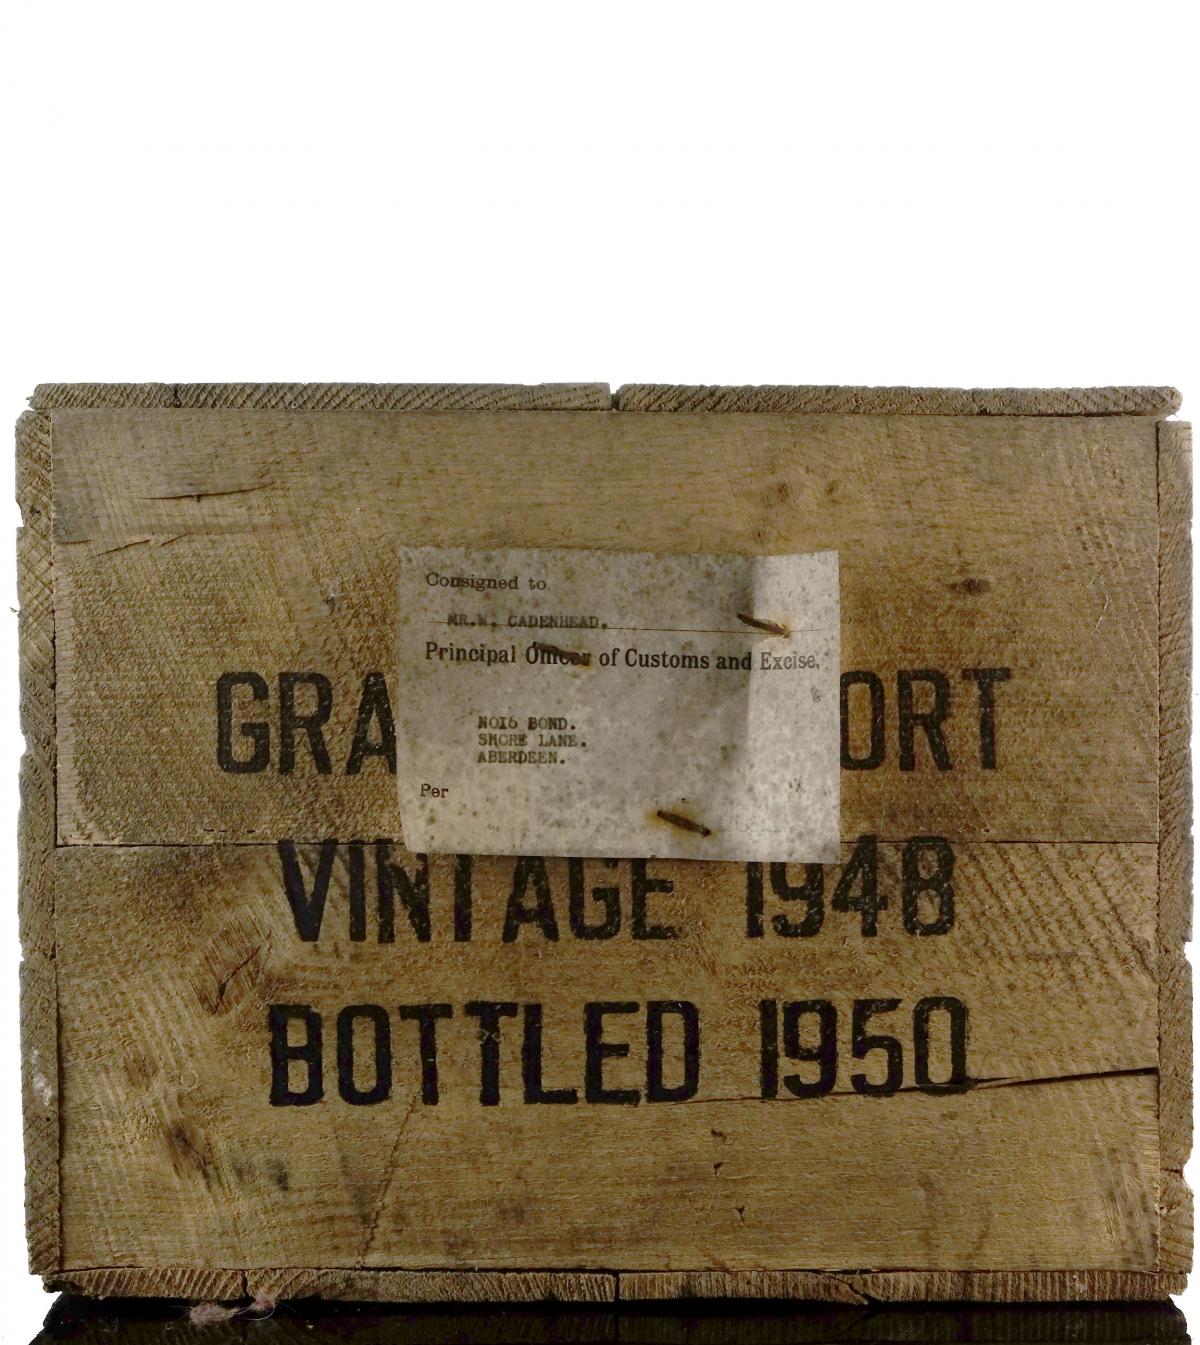 Consigned to
MR.W. CADENHEAD.
Principal Officer of Customs and Excise,
NO16 BOND.
SHORE LANE.
ABERDEEN.
Per
GRA ORT
VINTAGE 1948
BOTTLED 1950